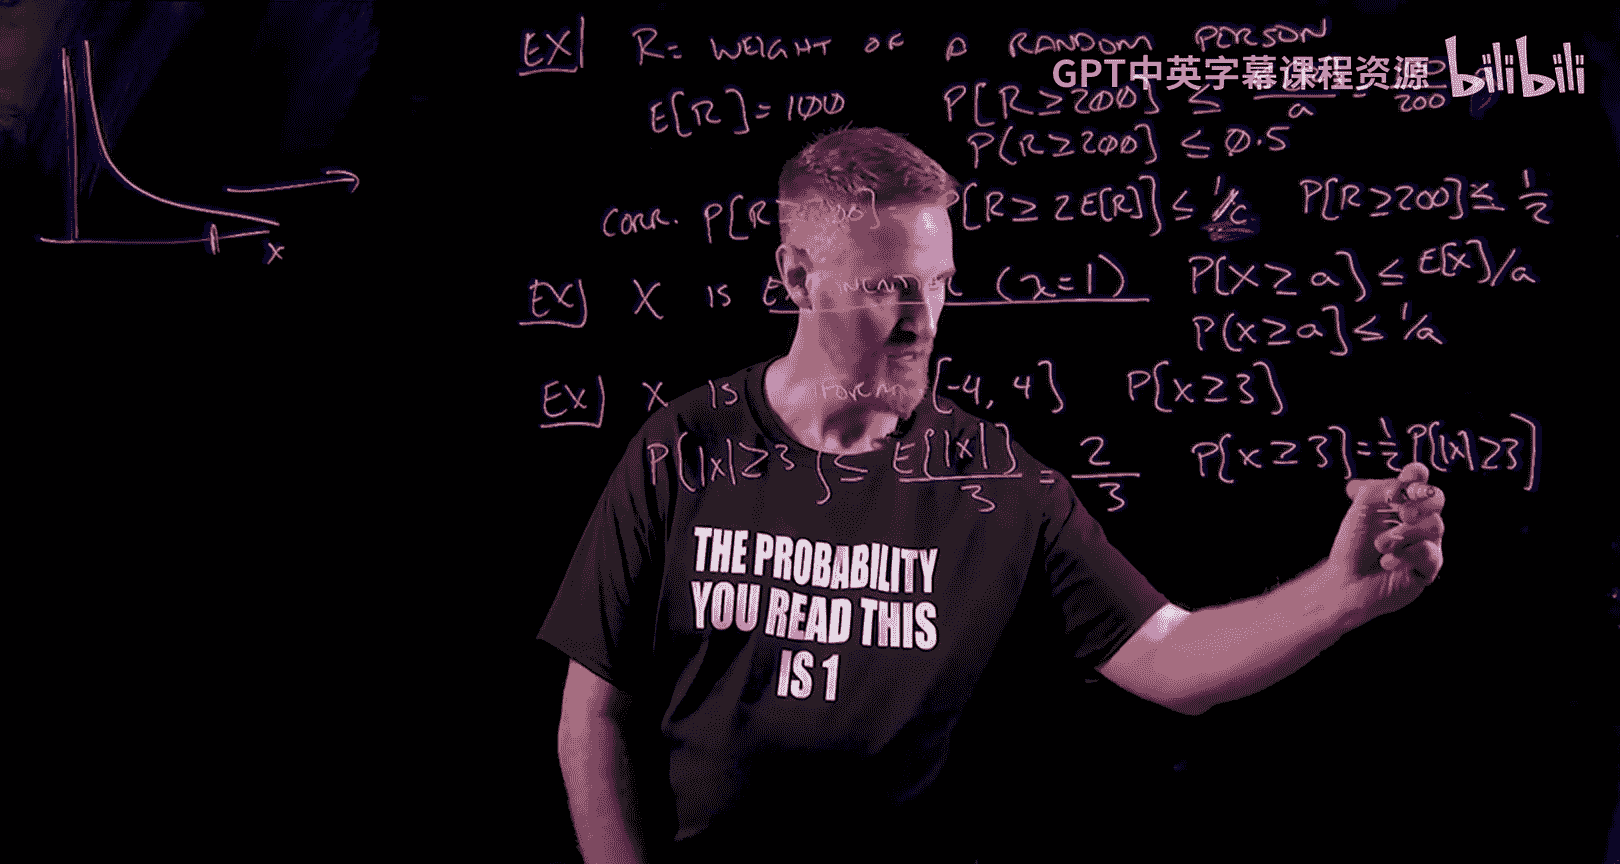 EX] R= WEIGHT OF A RANDOM PERSON
GPT中英字幕课程资源 bilibili
E[R]=100 P[R≥200] ≤ /a = /200
P[R≥200] ≤ 0.5
CORR. P[R≥ ] P[R≥ 2E[R]] ≤ 1/c P[R≥200] ≤ 1/2
EX] X IS (λ=1) P[X≥a] ≤ E[X]/a
P[X≥a] ≤ 1/a
X
EX] X IS [-4, 4] P[X≥3]
P[|X|≥3] ≤ E[|X|]/3 = 2/3 P[X≥3] = 1/2 P[|X|≥3]
THE PROBABILITY
YOU READ THIS
IS 1